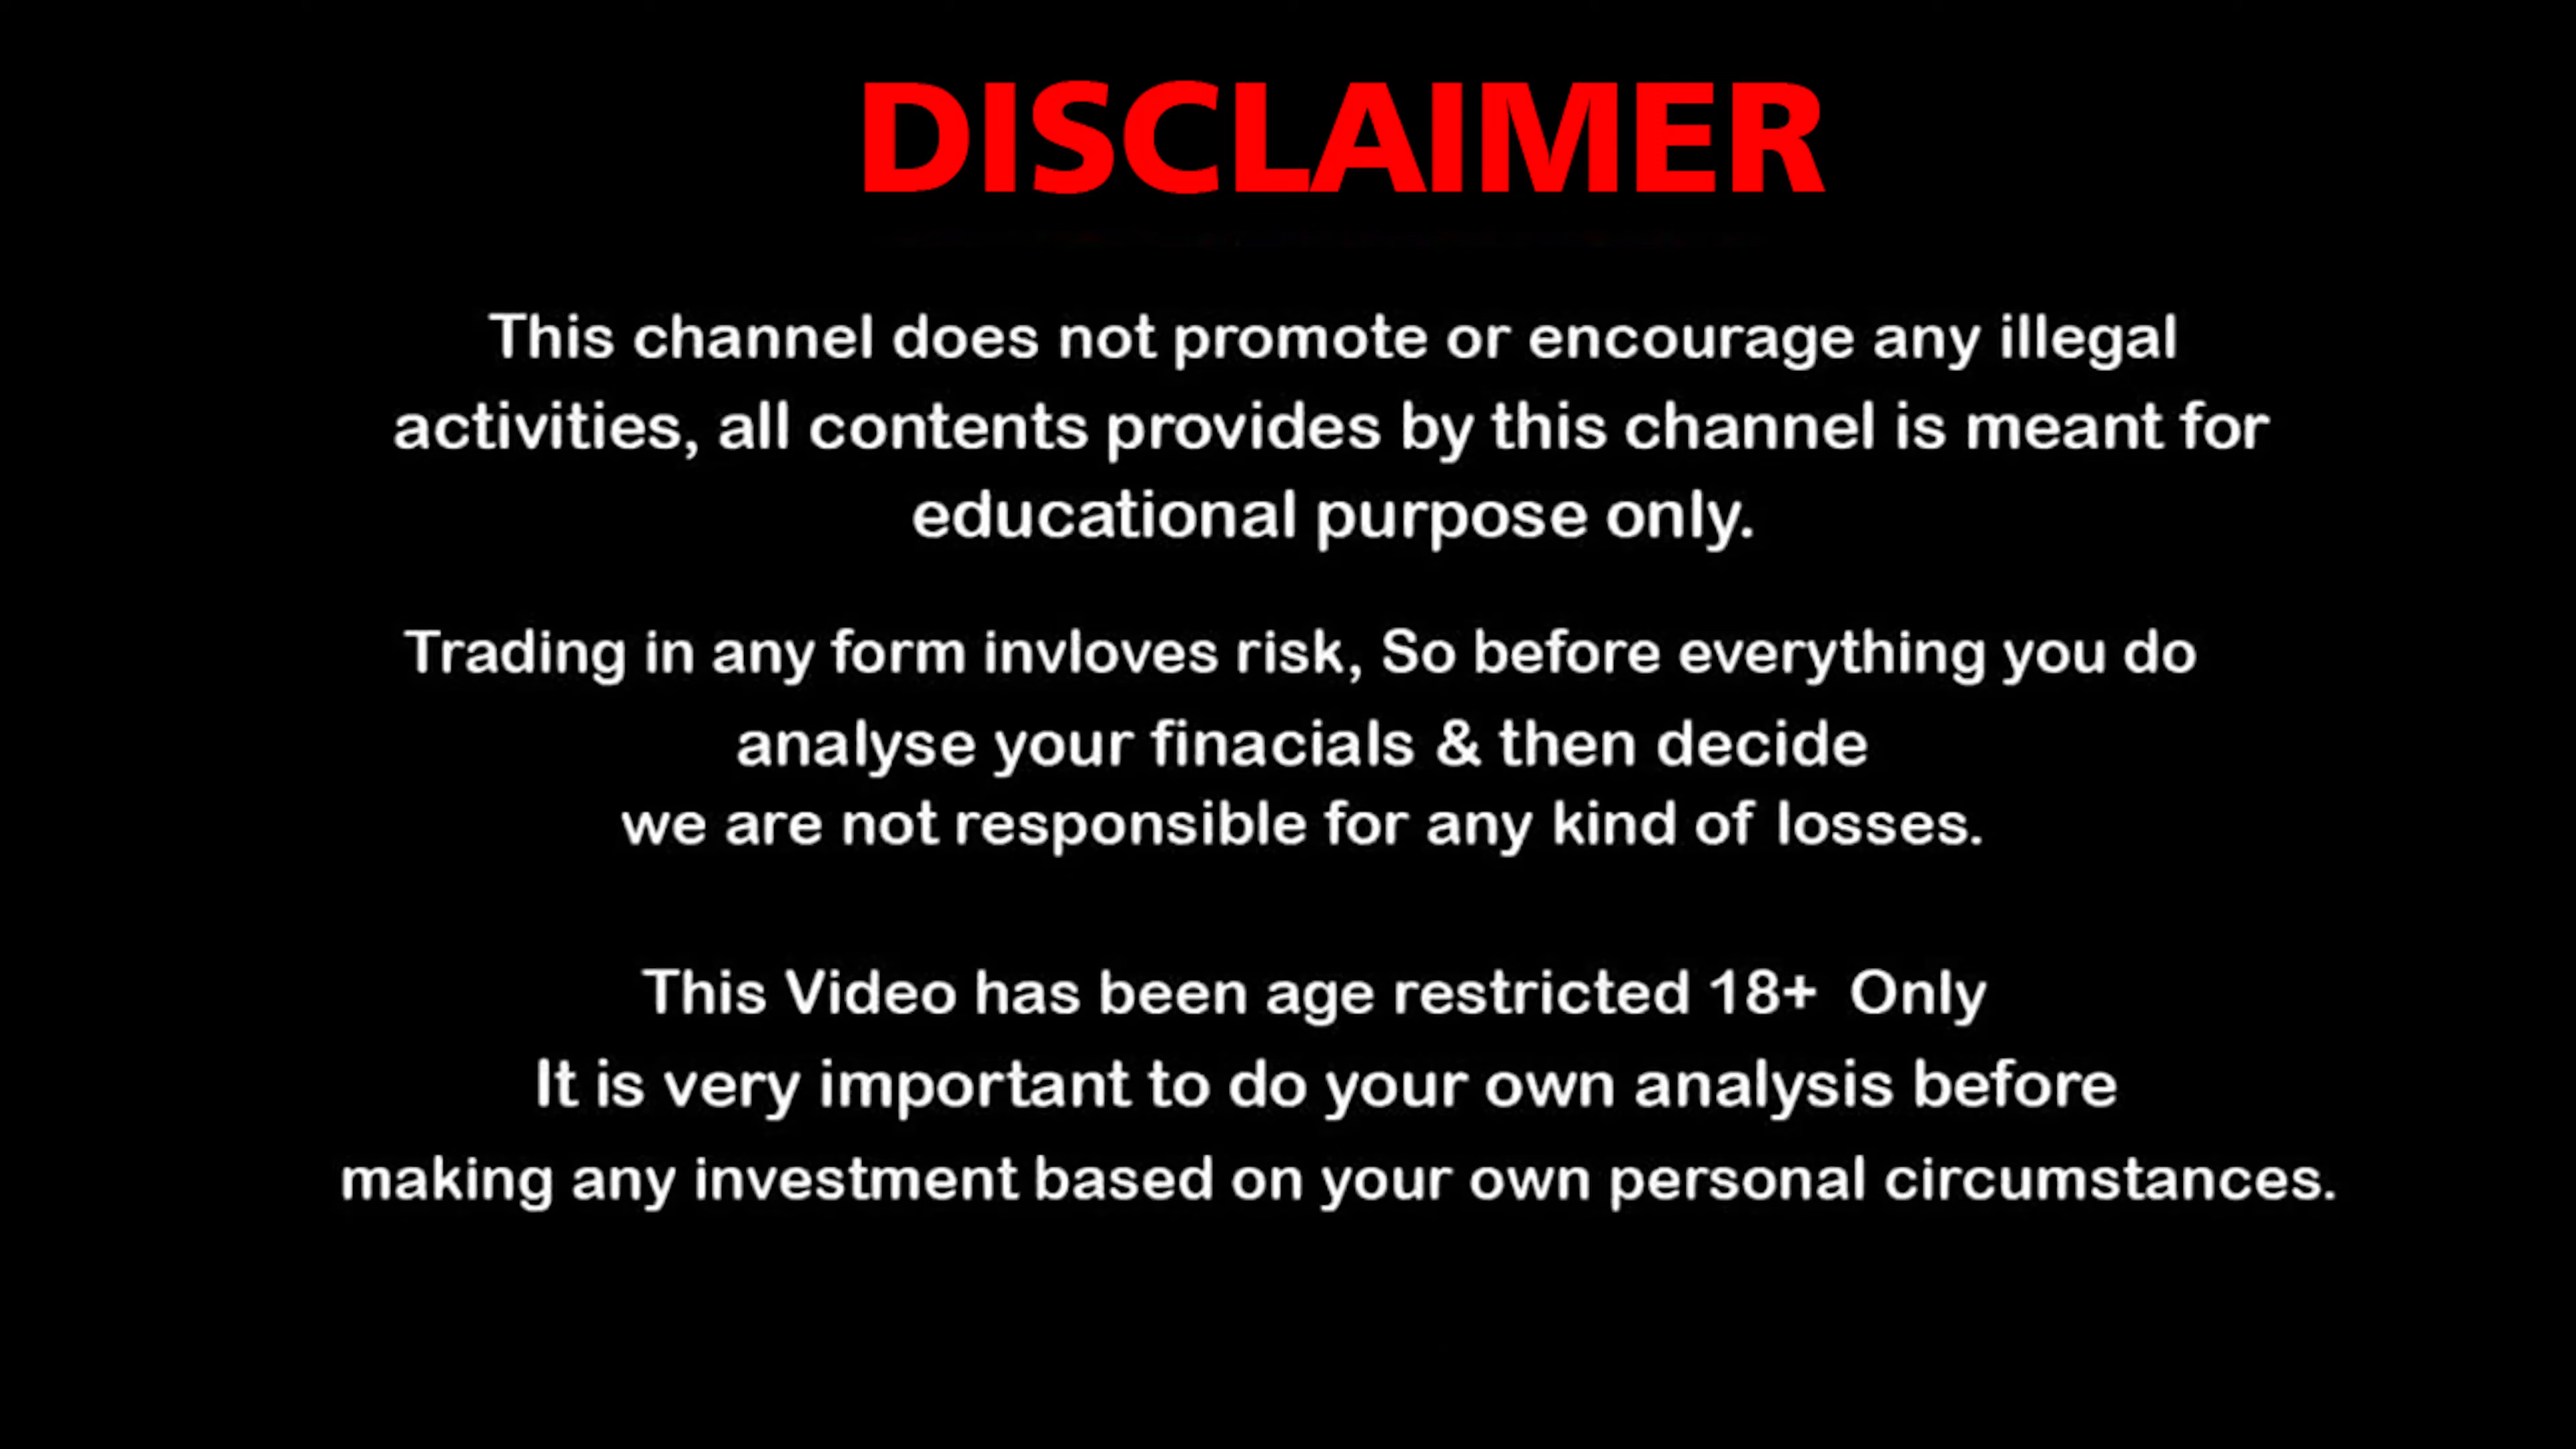 DISCLAIMER
This channel does not promote or encourage any illegal
activities, all contents provides by this channel is meant for
educational purpose only.
Trading in any form invloves risk, So before everything you do
analyse your finacials & then decide
we are not responsible for any kind of losses.
This Video has been age restricted 18+ Only
It is very important to do your own analysis before
making any investment based on your own personal circumstances.